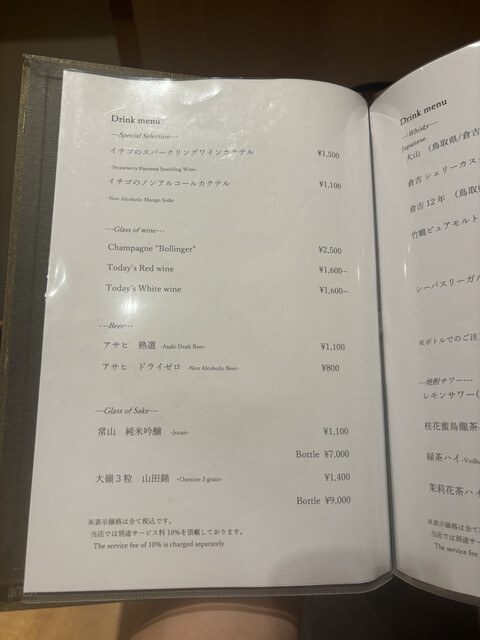 Drink menu
---Special Selection---
イチゴのスパークリングワインカクテル ¥1,500
- Strawberry Flavored Sparkling Wine-
イチゴのノンアルコールカクテル ¥1,100
-Non Alcoholic Mango Soda-
---Glass of wine---
Champagne "Bollinger" ¥2,500
Today's Red wine ¥1,600~
Today's White wine ¥1,600~
---Beer---
アサヒ 熟選 -Asahi Draft Beer- ¥1,100
アサヒ ドライゼロ -Non Alcoholic Beer- ¥800
---Glass of Sake---
常山 純米吟醸 -Jozan- ¥1,100
Bottle ¥7,000
大嶺3粒 山田錦 -Oomine 3 grain- ¥1,400
Bottle ¥9,000
※表示価格は全て税込です。
当店では別途サービス料 10%を頂戴しております。
The service fee of 10% is charged separately
Drink menu
---Whisky---
Japanese
大山 (鳥取県/倉吉
倉吉 シェリーカス
倉吉 12年 (鳥取県
竹鶴ピュアモルト
シーバスリーガル
※ボトルでのご注
---焼酎サワー---
レモンサワー(
桂花蜜烏龍茶
緑茶ハイ -Vodk
茉莉花茶ハイ
※表示価格は全
当店では別途サー
The service fee